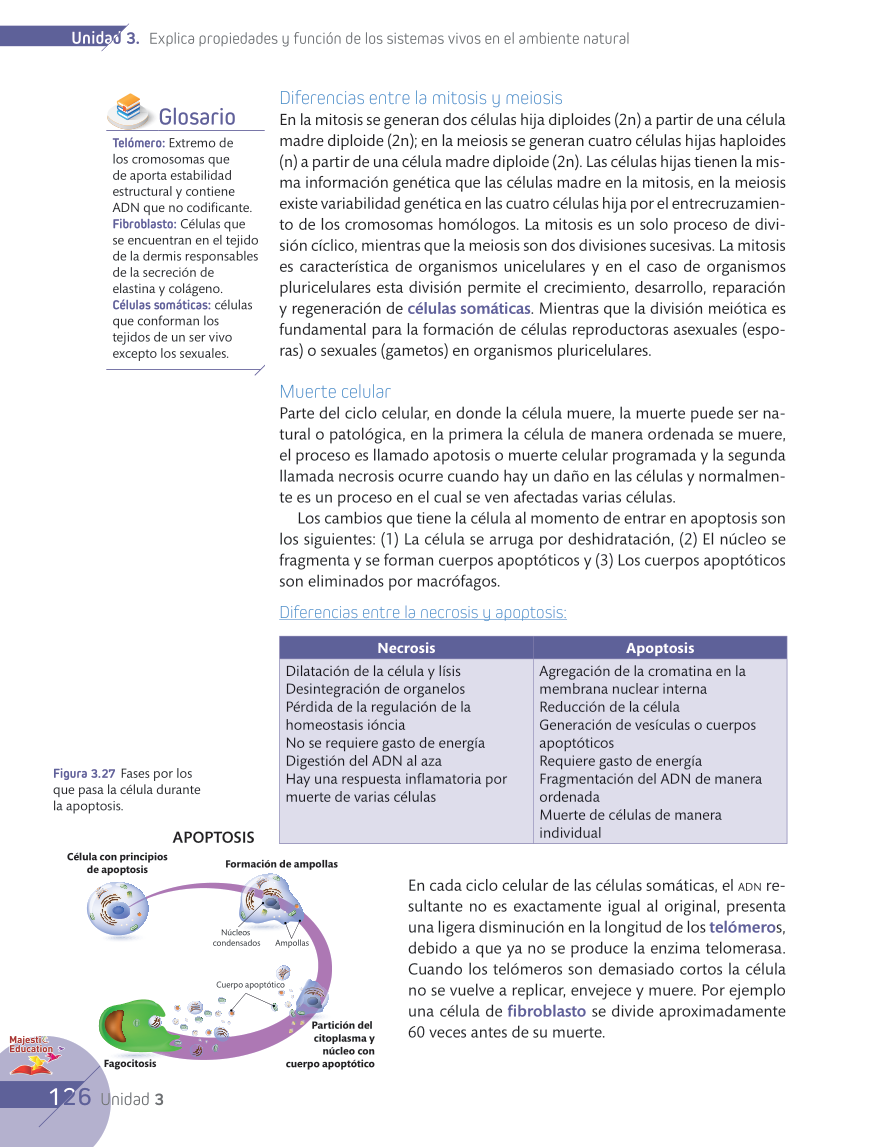 Unidad 3. Explica propiedades y función de los sistemas vivos en el ambiente natural
Glosario
Telómero: Extremo de
los cromosomas que
de aporta estabilidad
estructural y contiene
ADN que no codificante.
Fibroblasto: Células que
se encuentran en el tejido
de la dermis responsables
de la secreción de
elastina y colágeno.
Células somáticas: células
que conforman los
tejidos de un ser vivo
excepto los sexuales.
Diferencias entre la mitosis y meiosis
En la mitosis se generan dos células hija diploides (2n) a partir de una célula
madre diploide (2n); en la meiosis se generan cuatro células hijas haploides
(n) a partir de una célula madre diploide (2n). Las células hijas tienen la mis-
ma información genética que las células madre en la mitosis, en la meiosis
existe variabilidad genética en las cuatro células hija por el entrecruzamien-
to de los cromosomas homólogos. La mitosis es un solo proceso de divi-
sión cíclico, mientras que la meiosis son dos divisiones sucesivas. La mitosis
es característica de organismos unicelulares y en el caso de organismos
pluricelulares esta división permite el crecimiento, desarrollo, reparación
y regeneración de células somáticas. Mientras que la división meiótica es
fundamental para la formación de células reproductoras asexuales (espo-
ras) o sexuales (gametos) en organismos pluricelulares.
Muerte celular
Parte del ciclo celular, en donde la célula muere, la muerte puede ser na-
tural o patológica, en la primera la célula de manera ordenada se muere,
el proceso es llamado apotosis o muerte celular programada y la segunda
llamada necrosis ocurre cuando hay un daño en las células y normalmen-
te es un proceso en el cual se ven afectadas varias células.
Los cambios que tiene la célula al momento de entrar en apoptosis son
los siguientes: (1) La célula se arruga por deshidratación, (2) El núcleo se
fragmenta y se forman cuerpos apoptóticos y (3) Los cuerpos apoptóticos
son eliminados por macrófagos.
Diferencias entre la necrosis y apoptosis:
Necrosis
Dilatación de la célula y lísis
Desintegración de organelos
Pérdida de la regulación de la
homeostasis ióncia
No se requiere gasto de energía
Digestión del ADN al aza
Hay una respuesta inflamatoria por
muerte de varias células
Apoptosis
Agregación de la cromatina en la
membrana nuclear interna
Reducción de la célula
Generación de vesículas o cuerpos
apoptóticos
Requiere gasto de energía
Fragmentación del ADN de manera
ordenada
Muerte de células de manera
individual
Figura 3.27 Fases por los
que pasa la célula durante
la apoptosis.
APOPTOSIS
Célula con principios
de apoptosis
Formación de ampollas
Núcleos
condensados
Ampollas
Cuerpo apoptótico
Partición del
citoplasma y
núcleo con
cuerpo apoptótico
Fagocitosis
En cada ciclo celular de las células somáticas, el ADN re-
sultante no es exactamente igual al original, presenta
una ligera disminución en la longitud de los telómeros,
debido a que ya no se produce la enzima telomerasa.
Cuando los telómeros son demasiado cortos la célula
no se vuelve a replicar, envejece y muere. Por ejemplo
una célula de fibroblasto se divide aproximadamente
60 veces antes de su muerte.
Majestic
Education
126 Unidad 3